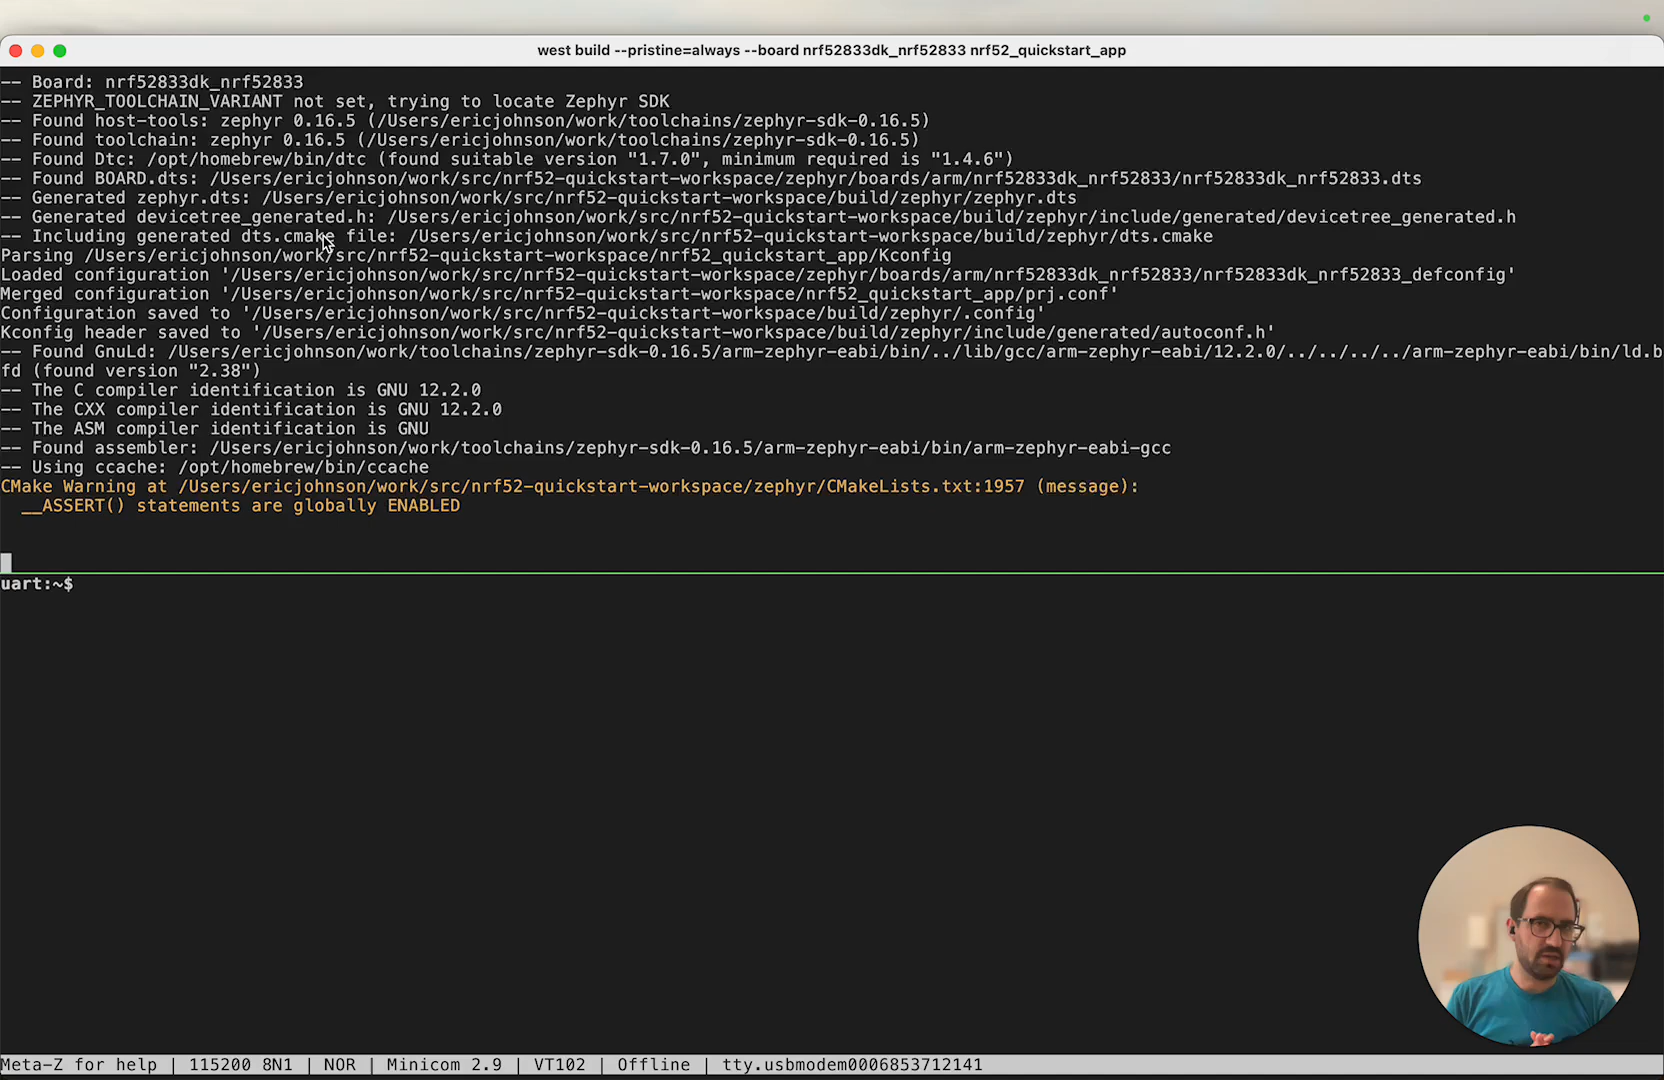 west build --pristine=always --board nrf52833dk_nrf52833 nrf52_quickstart_app
-- Board: nrf52833dk_nrf52833
-- ZEPHYR_TOOLCHAIN_VARIANT not set, trying to locate Zephyr SDK
-- Found host-tools: zephyr 0.16.5 (/Users/ericjohnson/work/toolchains/zephyr-sdk-0.16.5)
-- Found toolchain: zephyr 0.16.5 (/Users/ericjohnson/work/toolchains/zephyr-sdk-0.16.5)
-- Found Dtc: /opt/homebrew/bin/dtc (found suitable version "1.7.0", minimum required is "1.4.6")
-- Found BOARD.dts: /Users/ericjohnson/work/src/nrf52-quickstart-workspace/zephyr/boards/arm/nrf52833dk_nrf52833/nrf52833dk_nrf52833.dts
-- Generated zephyr.dts: /Users/ericjohnson/work/src/nrf52-quickstart-workspace/build/zephyr/zephyr.dts
-- Generated devicetree_generated.h: /Users/ericjohnson/work/src/nrf52-quickstart-workspace/build/zephyr/include/generated/devicetree_generated.h
-- Including generated dts.cmake file: /Users/ericjohnson/work/src/nrf52-quickstart-workspace/build/zephyr/dts.cmake
Parsing /Users/ericjohnson/work/src/nrf52-quickstart-workspace/nrf52_quickstart_app/Kconfig
Loaded configuration '/Users/ericjohnson/work/src/nrf52-quickstart-workspace/zephyr/boards/arm/nrf52833dk_nrf52833/nrf52833dk_nrf52833_defconfig'
Merged configuration '/Users/ericjohnson/work/src/nrf52-quickstart-workspace/nrf52_quickstart_app/prj.conf'
Configuration saved to '/Users/ericjohnson/work/src/nrf52-quickstart-workspace/build/zephyr/.config'
Kconfig header saved to '/Users/ericjohnson/work/src/nrf52-quickstart-workspace/build/zephyr/include/generated/autoconf.h'
-- Found GnuLd: /Users/ericjohnson/work/toolchains/zephyr-sdk-0.16.5/arm-zephyr-eabi/bin/../lib/gcc/arm-zephyr-eabi/12.2.0/../../../../arm-zephyr-eabi/bin/ld.b
fd (found version "2.38")
-- The C compiler identification is GNU 12.2.0
-- The CXX compiler identification is GNU 12.2.0
-- The ASM compiler identification is GNU
-- Found assembler: /Users/ericjohnson/work/toolchains/zephyr-sdk-0.16.5/arm-zephyr-eabi/bin/arm-zephyr-eabi-gcc
-- Using ccache: /opt/homebrew/bin/ccache
CMake Warning at /Users/ericjohnson/work/src/nrf52-quickstart-workspace/zephyr/CMakeLists.txt:1957 (message):
__ASSERT() statements are globally ENABLED
uart:~$
Meta-Z for help | 115200 8N1 | NOR | Minicom 2.9 | VT102 | Offline | tty.usbmodem0006853712141